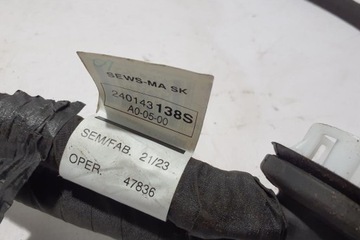 SEWS-MA SK
240143138S
A0-05-00
SEM/FAB. 21/23
OPER. 47836